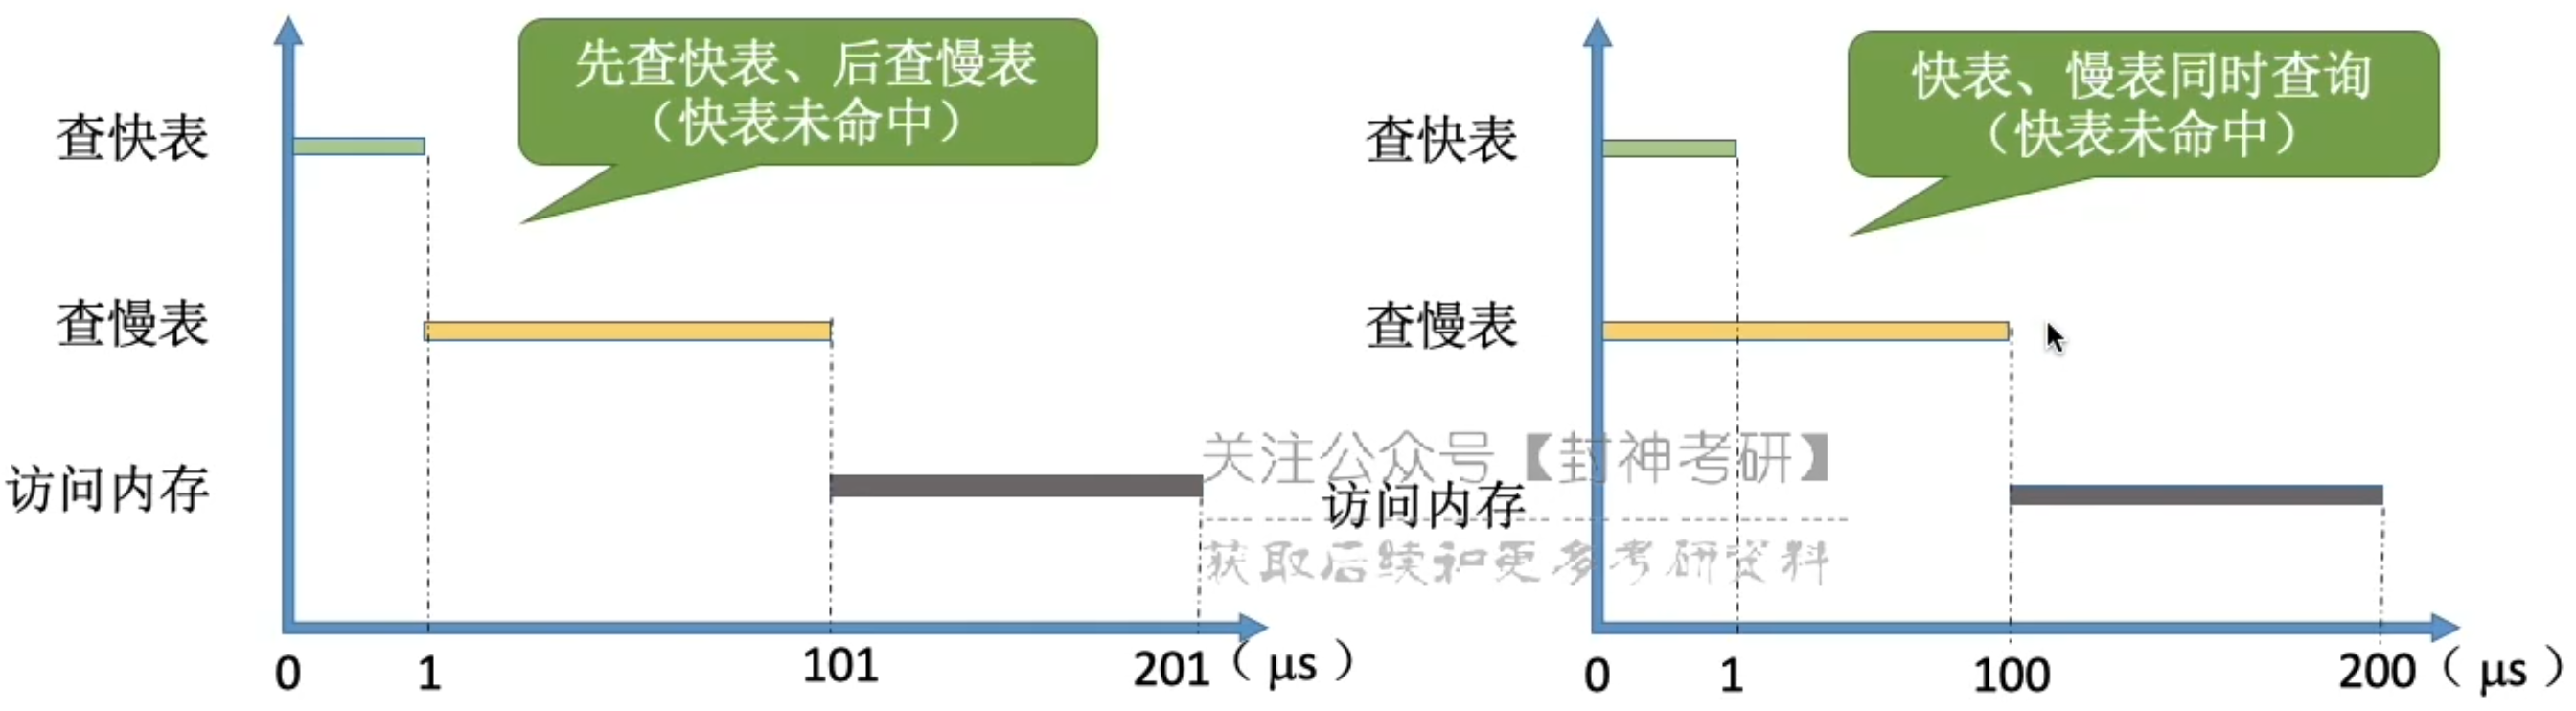 先查快表、后查慢表
（快表未命中）
查快表
查慢表
访问内存
0 1 101 201（μs）
快表、慢表同时查询
（快表未命中）
查快表
查慢表
访问内存
0 1 100 200（μs）
关注公众号【封神考研】
获取后续和更多考研资料